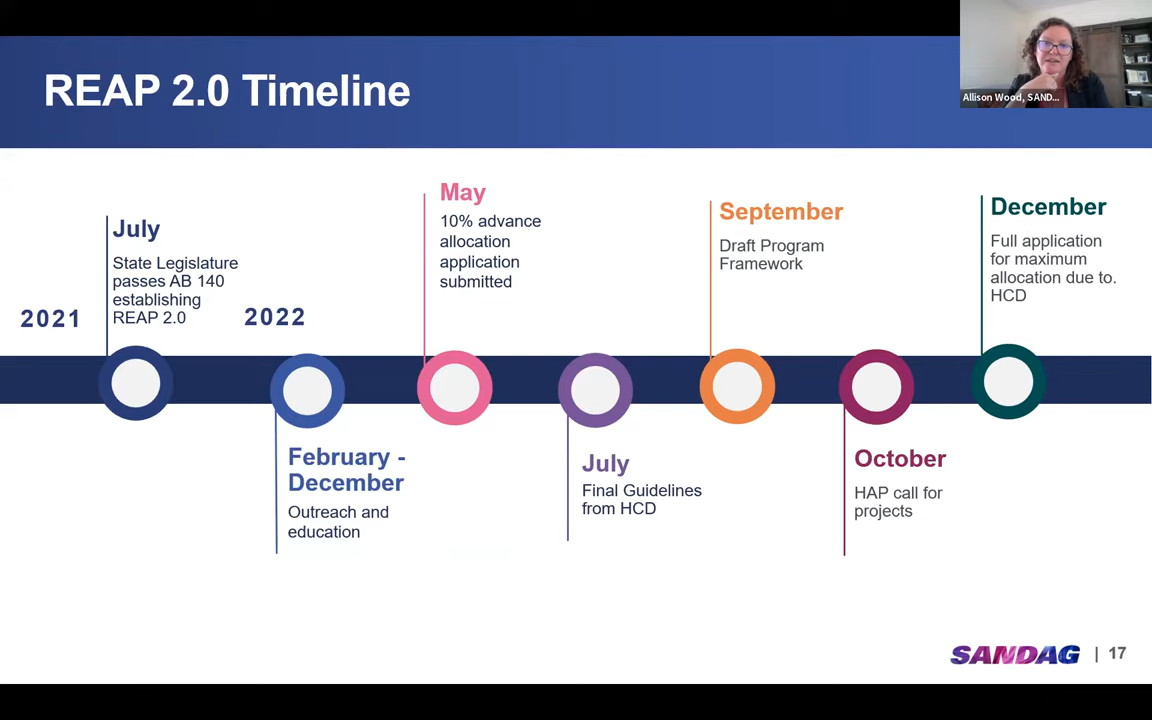 REAP 2.0 Timeline
Allison Wood, SAND...
2021
July
State Legislature
passes AB 140
establishing
REAP 2.0
2022
February -
December
Outreach and
education
May
10% advance
allocation
application
submitted
July
Final Guidelines
from HCD
September
Draft Program
Framework
October
HAP call for
projects
December
Full application
for maximum
allocation due to.
HCD
SANDAG | 17